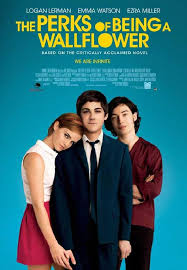 LOGAN LERMAN EMMA WATSON EZRA MILLER
THE PERKS OF BEING A
WALLFLOWER
BASED ON THE CRITICALLY ACCLAIMED NOVEL
WE ARE INFINITE